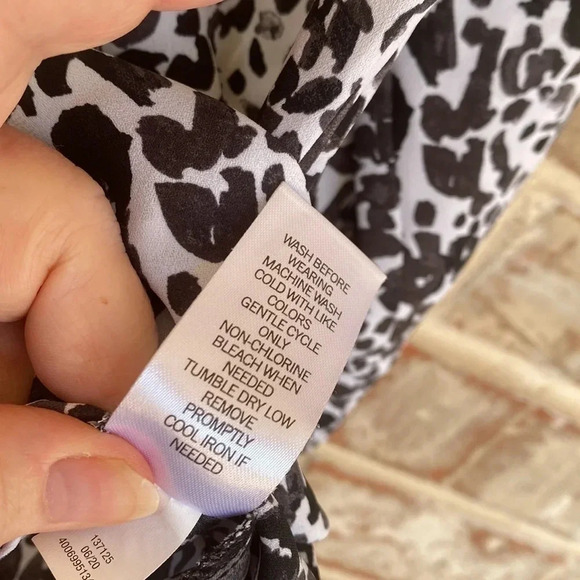 WASH BEFORE
WEARING
MACHINE WASH
COLD WITH LIKE
COLORS
GENTLE CYCLE
ONLY
NON-CHLORINE
BLEACH WHEN
NEEDED
TUMBLE DRY LOW
REMOVE
PROMPTLY
COOL IRON IF
NEEDED
137125
06/20